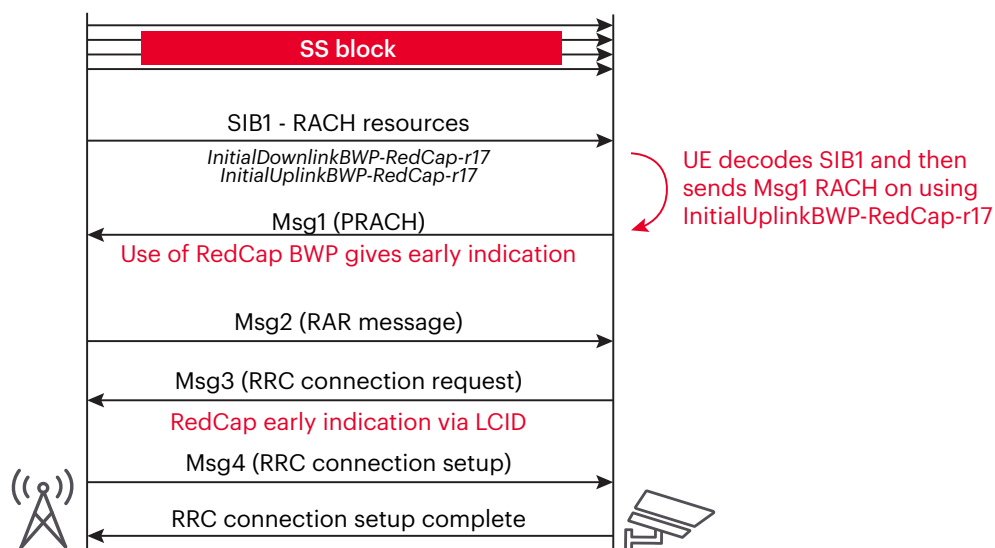 SS block
SIB1 - RACH resources
InitialDownlinkBWP-RedCap-r17
InitialUplinkBWP-RedCap-r17
UE decodes SIB1 and then
sends Msg1 RACH on using
InitialUplinkBWP-RedCap-r17
Msg1 (PRACH)
Use of RedCap BWP gives early indication
Msg2 (RAR message)
Msg3 (RRC connection request)
RedCap early indication via LCID
Msg4 (RRC connection setup)
RRC connection setup complete